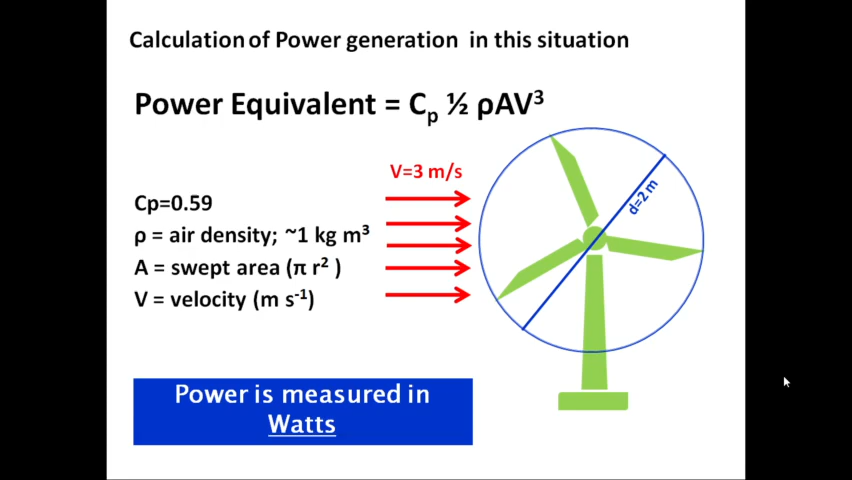 Calculation of Power generation in this situation
Power Equivalent = Cp ½ ρAV³
V=3 m/s
d=2 m
Cp=0.59
ρ = air density; ~1 kg m³
A = swept area (π r² )
V = velocity (m s⁻¹)
Power is measured in
Watts